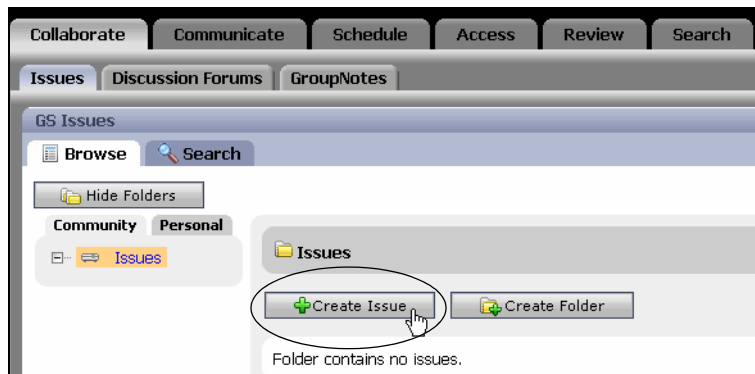 Collaborate Communicate Schedule Access Review Search
Issues Discussion Forums GroupNotes
GS Issues
Browse Search
Hide Folders
Community Personal
Issues
Issues
Create Issue Create Folder
Folder contains no issues.